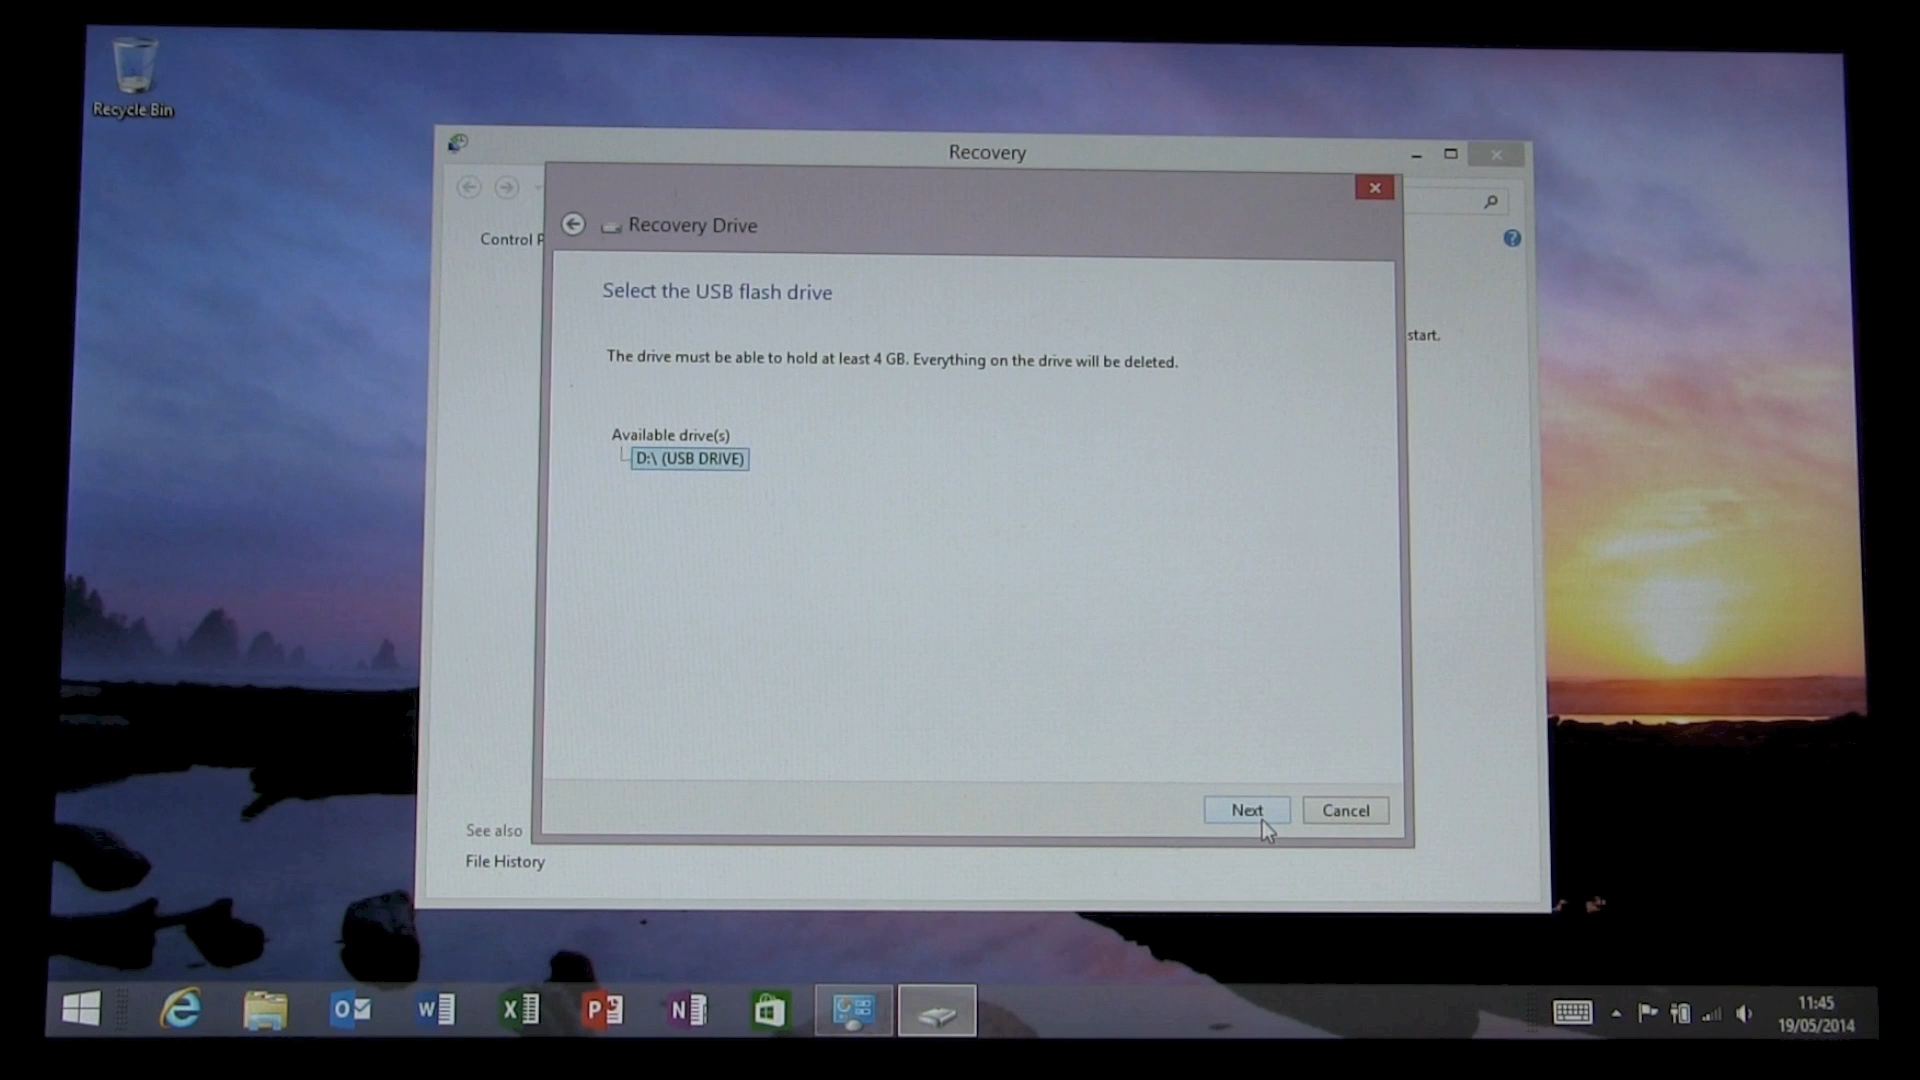 Recycle Bin
Recovery
Recovery Drive
Control P
Select the USB flash drive
start.
The drive must be able to hold at least 4 GB. Everything on the drive will be deleted.
Available drive(s)
D:\ (USB DRIVE)
Next
Cancel
See also
File History
11:45
19/05/2014